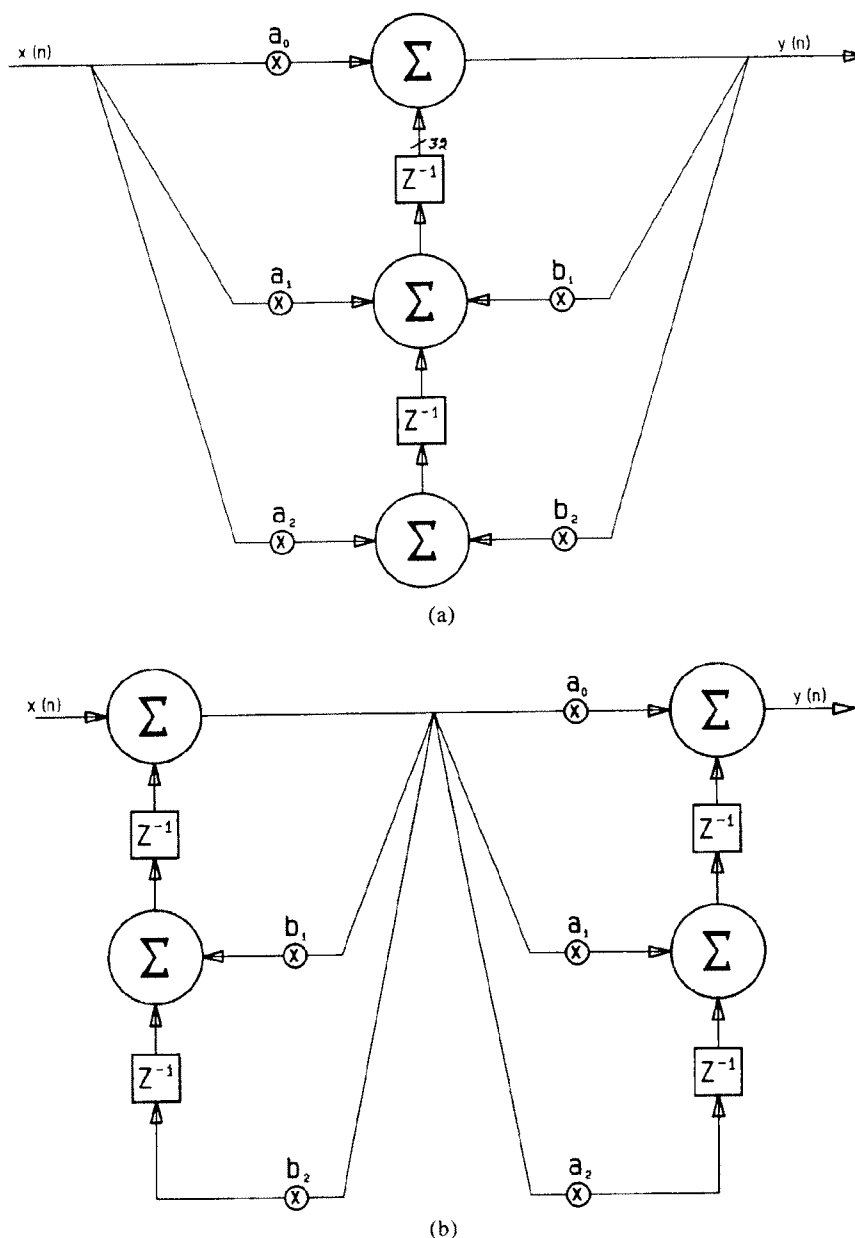 x (n)
a₀
Σ
y (n)
32
Z⁻¹
a₁
Σ
b₁
Z⁻¹
a₂
Σ
b₂
(a)
x (n)
Σ
a₀
Σ
y (n)
Z⁻¹
Z⁻¹
Σ
b₁
a₁
Σ
Z⁻¹
Z⁻¹
b₂
a₂
(b)